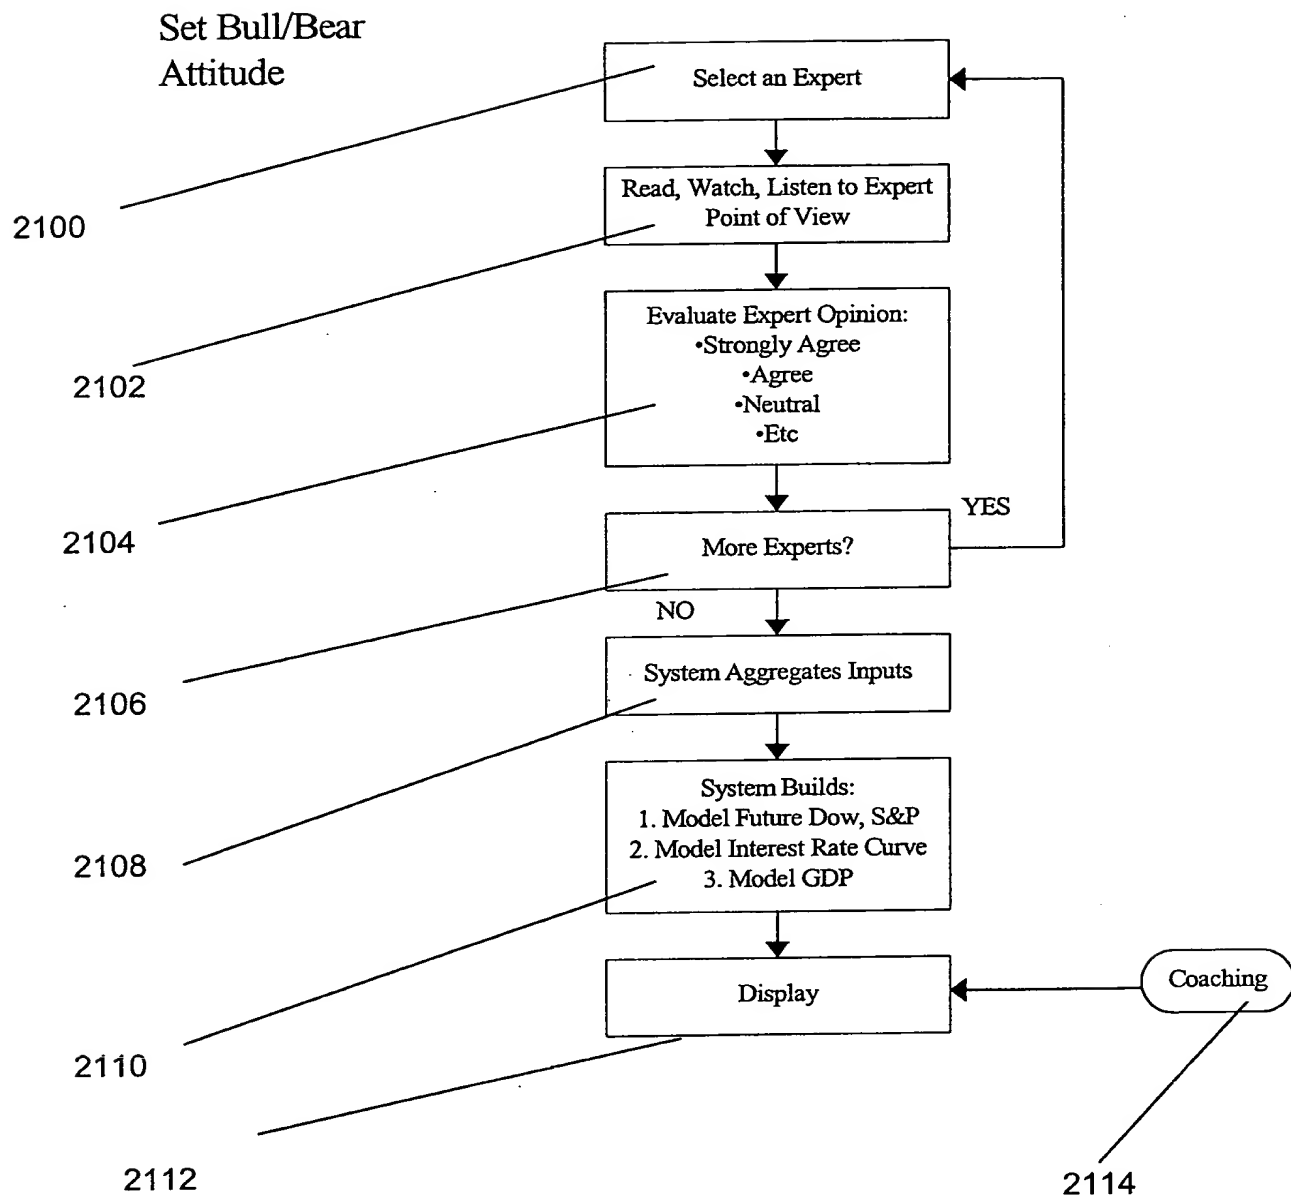 Set Bull/Bear
Attitude
Select an Expert
2100
Read, Watch, Listen to Expert
Point of View
2102
Evaluate Expert Opinion:
•Strongly Agree
•Agree
•Neutral
•Etc
2104
YES
More Experts?
NO
2106
System Aggregates Inputs
2108
System Builds:
1. Model Future Dow, S&P
2. Model Interest Rate Curve
3. Model GDP
2110
Display
Coaching
2112
2114